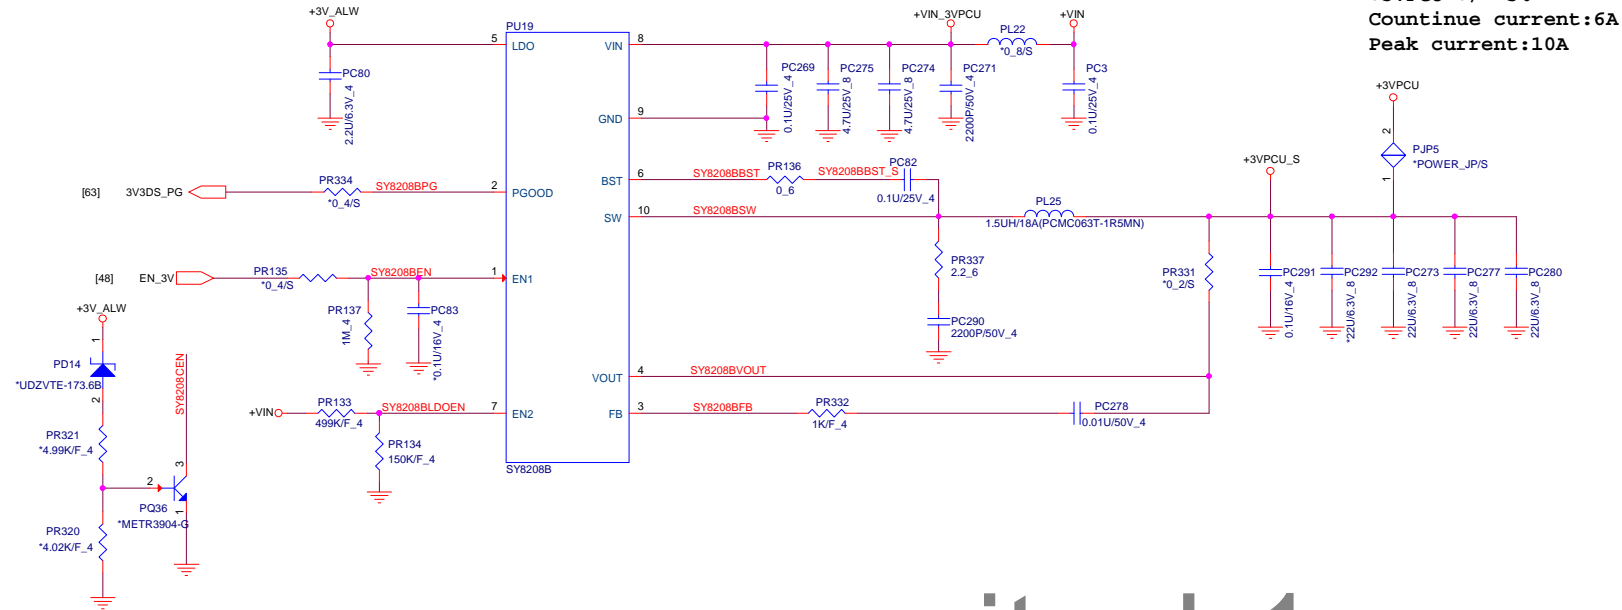 Countinue current:6A
Peak current:10A
+3V_ALW
PU19
+VIN_3VPCU
+VIN
PL22
*0_8/S
5
LDO
VIN
8
PC80
2.2U/6.3V_4
PC269
0.1U/25V_4
PC275
4.7U/25V_8
PC274
4.7U/25V_8
PC271
2200P/50V_4
PC3
0.1U/25V_4
GND
9
+3VPCU
2
PJP5
*POWER_JP/S
1
+3VPCU_S
[63]
3V3DS_PG
PR334
*0_4/S
SY8208BPG
2
PGOOD
BST
6
SY8208BBST
PR136
0_6
SY8208BBST_S
PC82
0.1U/25V_4
SW
10
SY8208BSW
PL25
1.5UH/18A(PCMC063T-1R5MN)
[48]
EN_3V
PR135
*0_4/S
SY8208BEN
1
EN1
PR137
1M_4
PC83
*0.1U/16V_4
PR337
2.2_6
PC290
2200P/50V_4
PR331
*0_2/S
PC291
0.1U/16V_4
PC292
*22U/6.3V_8
PC273
22U/6.3V_8
PC277
22U/6.3V_8
PC280
22U/6.3V_8
+3V_ALW
1
PD14
*UDZVTE-173.6B
2
SY8208CEN
VOUT
4
SY8208BVOUT
+VIN
PR133
499K/F_4
SY8208BLDOEN
7
EN2
FB
3
SY8208BFB
PR332
1K/F_4
PC278
0.01U/50V_4
PR134
150K/F_4
SY8208B
PR321
*4.99K/F_4
3
2
PQ36
*METR3904-G
1
PR320
*4.02K/F_4